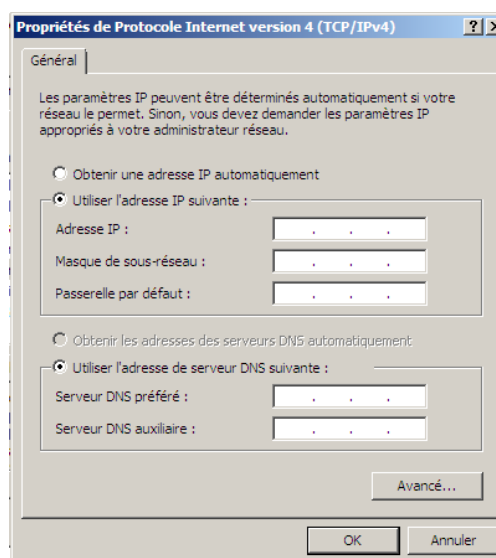 Propriétés de Protocole Internet version 4 (TCP/IPv4)
Général
Les paramètres IP peuvent être déterminés automatiquement si votre
réseau le permet. Sinon, vous devez demander les paramètres IP
appropriés à votre administrateur réseau.
Obtenir une adresse IP automatiquement
Utiliser l'adresse IP suivante :
Adresse IP :
Masque de sous-réseau :
Passerelle par défaut :
Obtenir les adresses des serveurs DNS automatiquement
Utiliser l'adresse de serveur DNS suivante :
Serveur DNS préféré :
Serveur DNS auxiliaire :
Avancé...
OK Annuler